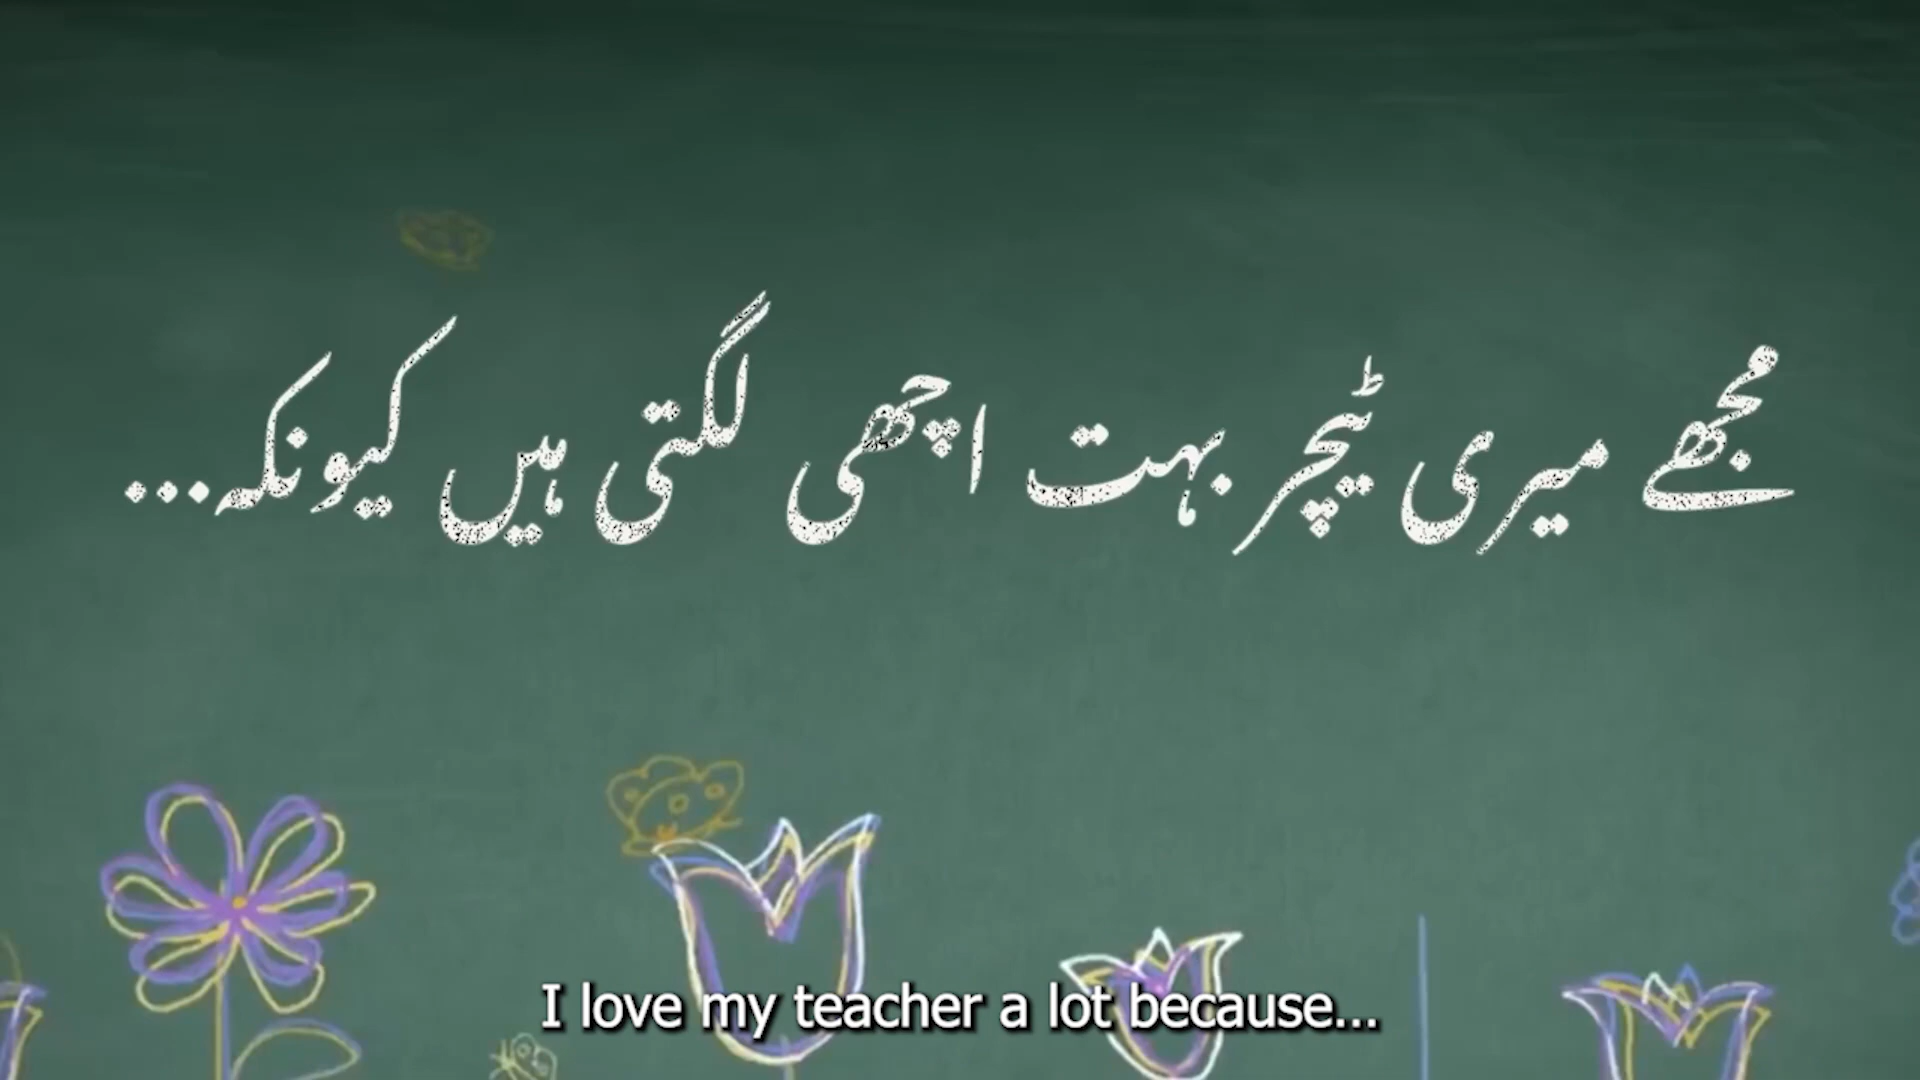 مجھے میری ٹیچر بہت اچھی لگتی ہیں کیونکہ...
I love my teacher a lot because...